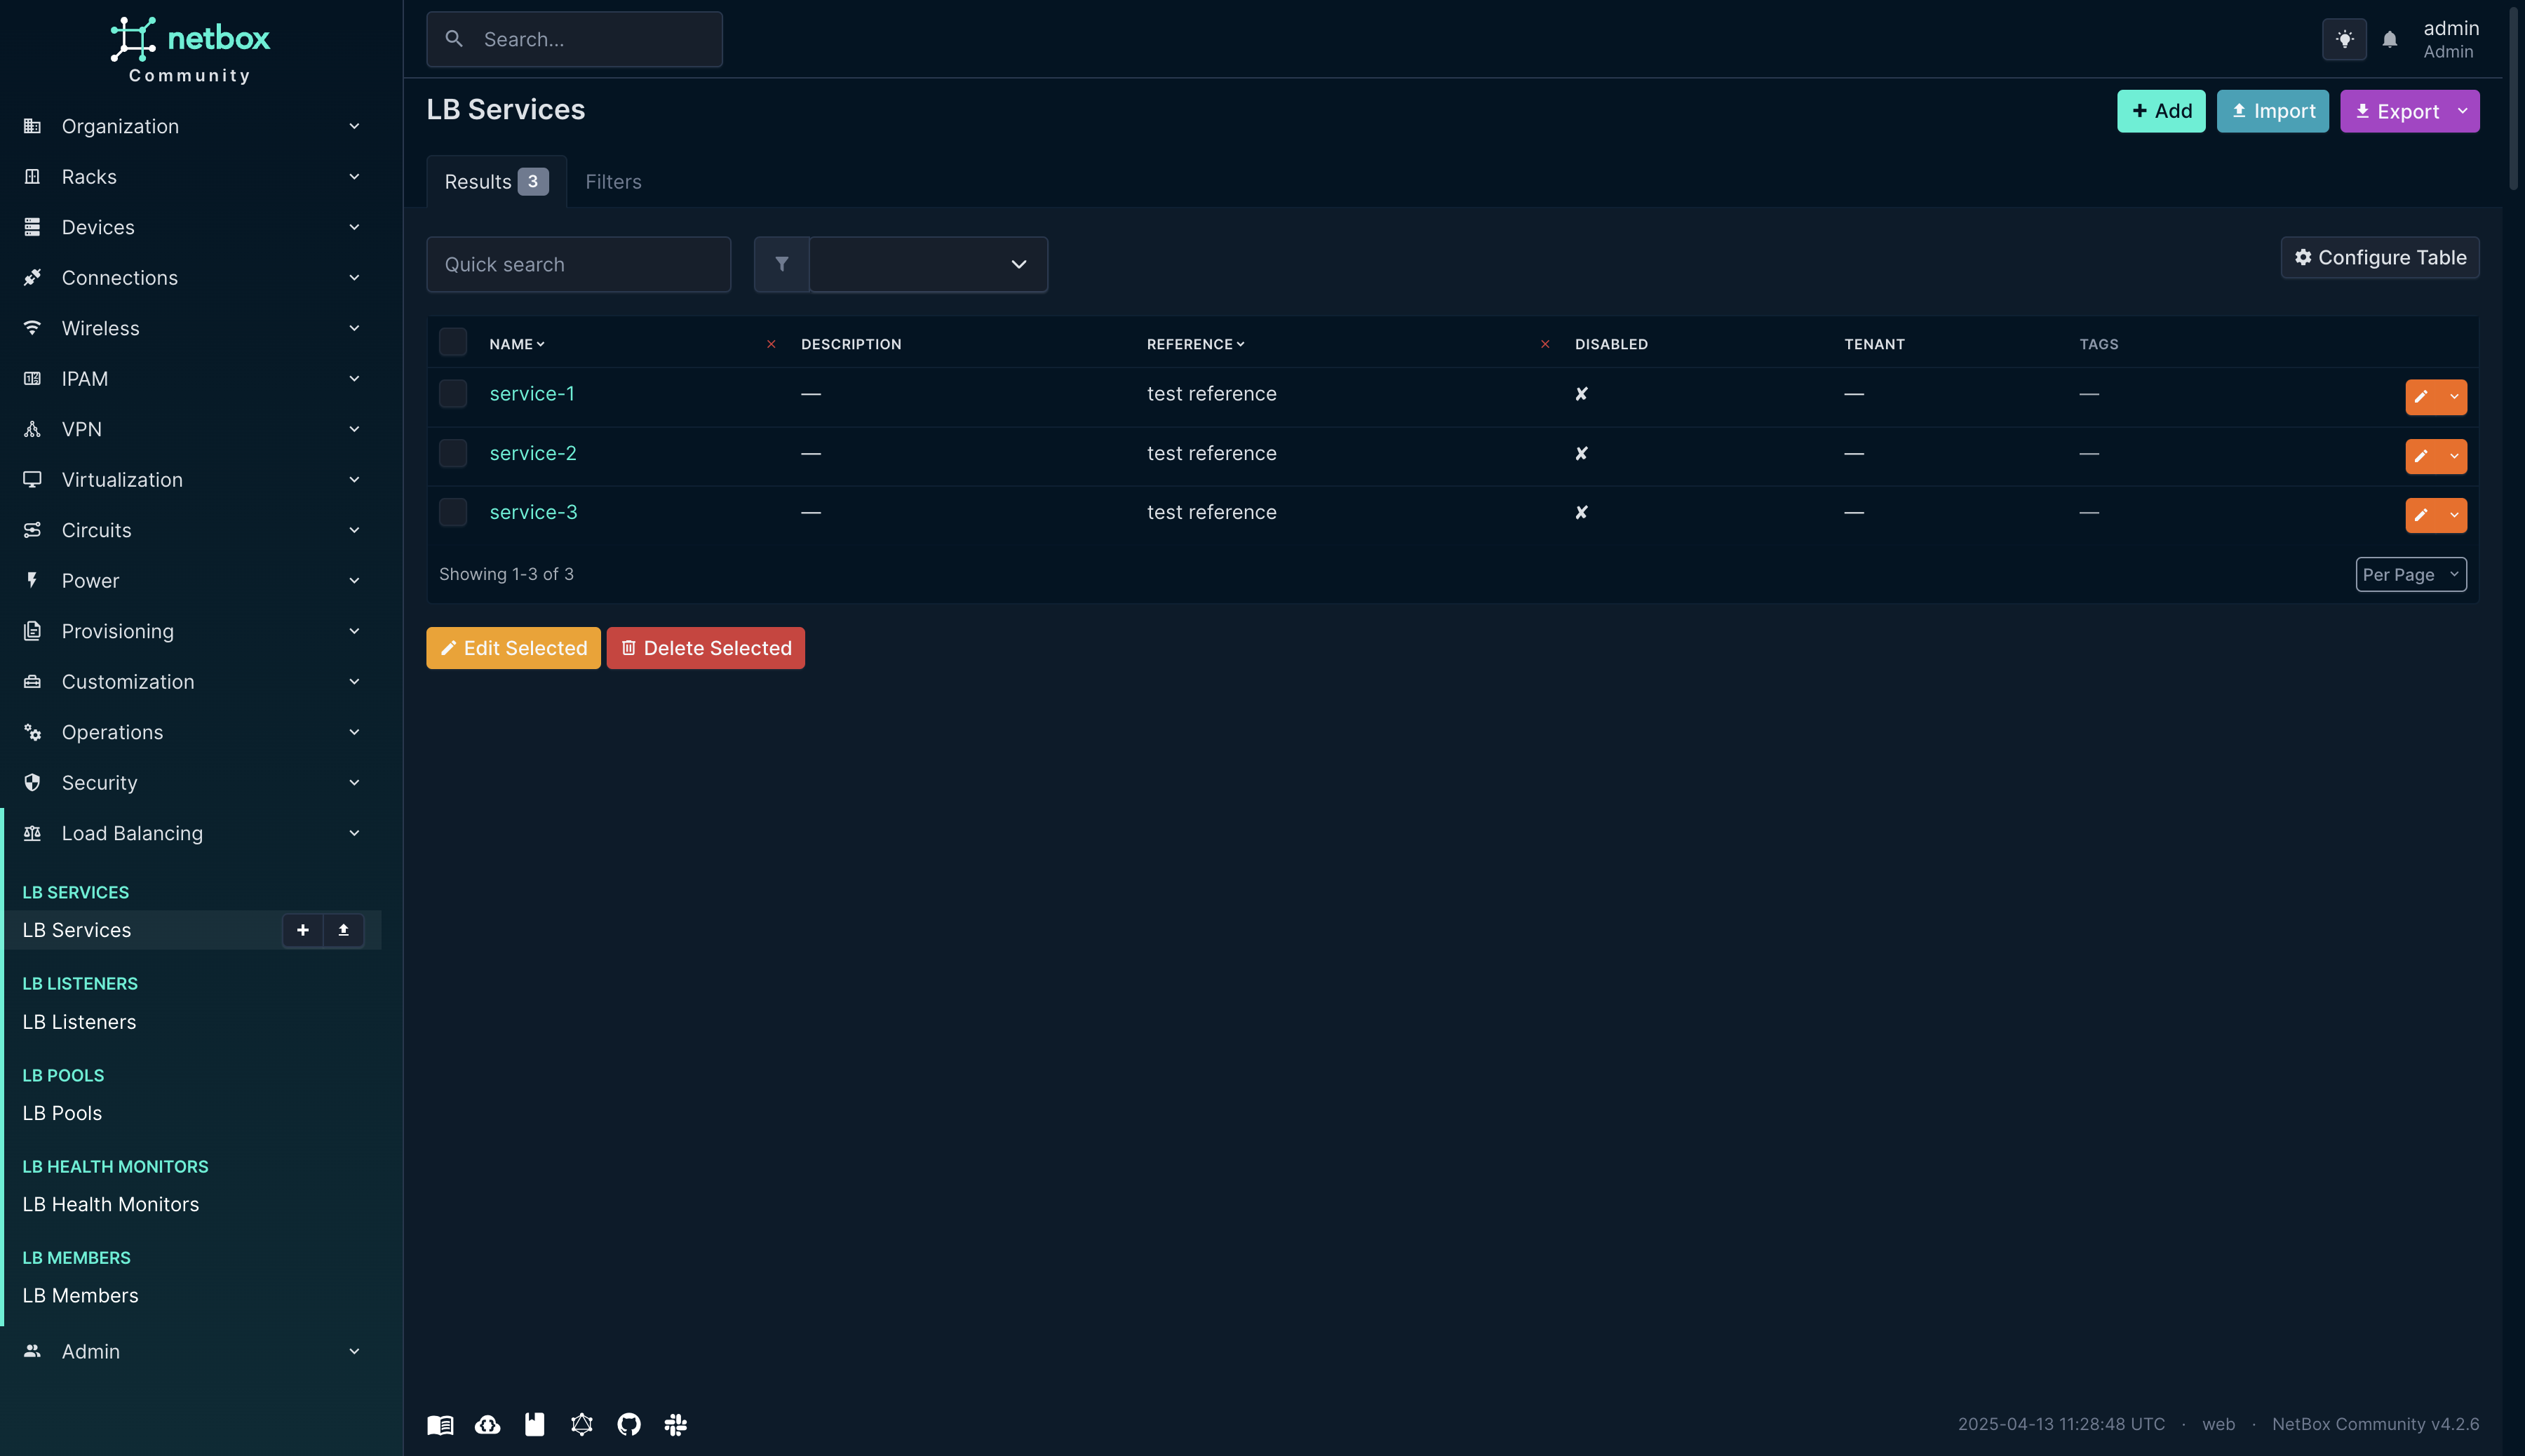 netbox
Community
Organization
Racks
Devices
Connections
Wireless
IPAM
VPN
Virtualization
Circuits
Power
Provisioning
Customization
Operations
Security
Load Balancing
LB SERVICES
LB Services
LB LISTENERS
LB Listeners
LB POOLS
LB Pools
LB HEALTH MONITORS
LB Health Monitors
LB MEMBERS
LB Members
Admin
Search...
admin
Admin
LB Services
Add
Import
Export
Results 3
Filters
Quick search
Configure Table
NAME DESCRIPTION REFERENCE DISABLED TENANT TAGS
service-1 — test reference ✘ — —
service-2 — test reference ✘ — —
service-3 — test reference ✘ — —
Showing 1-3 of 3
Per Page
Edit Selected
Delete Selected
2025-04-13 11:28:48 UTC · web · NetBox Community v4.2.6